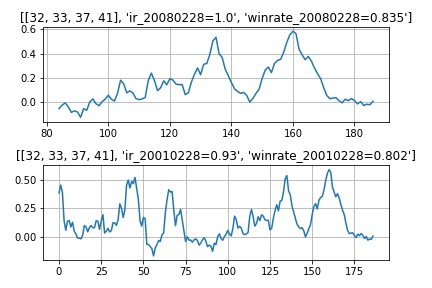 [[32, 33, 37, 41], 'ir_20080228=1.0', 'winrate_20080228=0.835']
0.6
0.4
0.2
0.0
80 100 120 140 160 180
[[32, 33, 37, 41], 'ir_20010228=0.93', 'winrate_20010228=0.802']
0.50
0.25
0.00
0 25 50 75 100 125 150 175